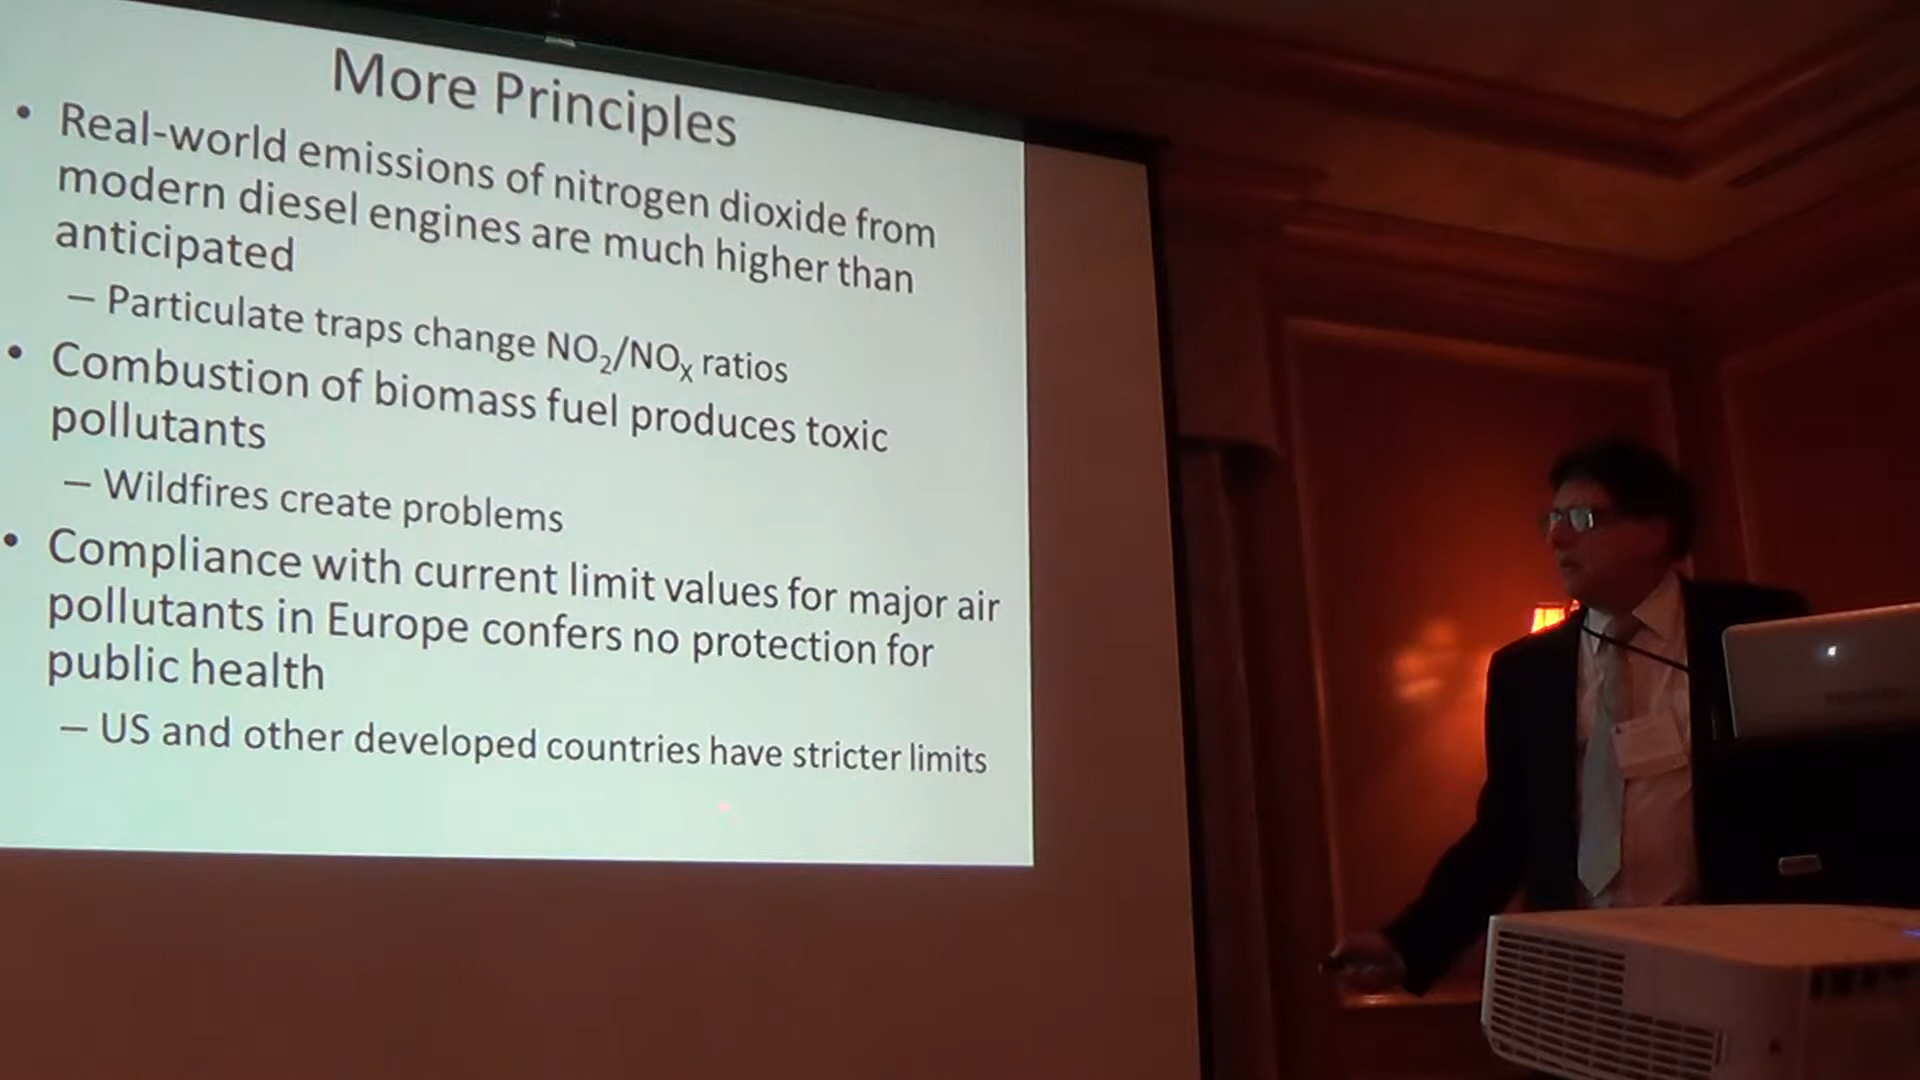 More Principles
• Real-world emissions of nitrogen dioxide from
modern diesel engines are much higher than
anticipated
– Particulate traps change NO₂/NOₓ ratios
• Combustion of biomass fuel produces toxic
pollutants
– Wildfires create problems
• Compliance with current limit values for major air
pollutants in Europe confers no protection for
public health
– US and other developed countries have stricter limits